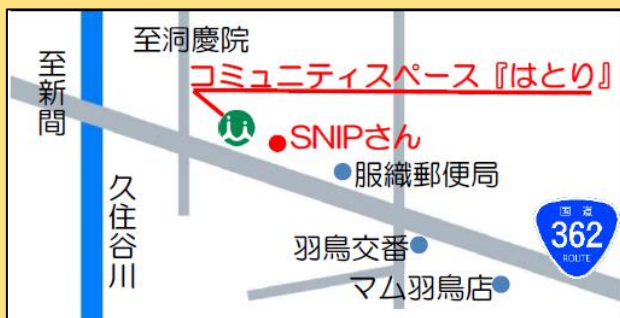 至洞慶院
至新間
コミュニティスペース『はとり』
SNIPさん
服織郵便局
久住谷川
国道
362
ROUTE
羽鳥交番
マム羽鳥店